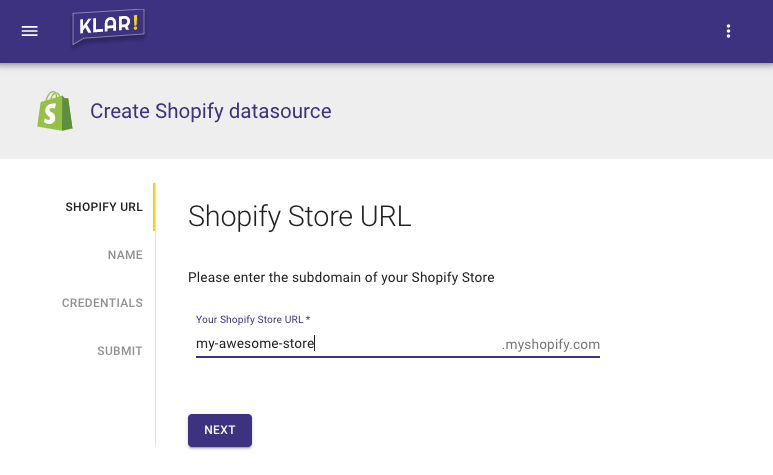 KLAR!
Create Shopify datasource
SHOPIFY URL
NAME
CREDENTIALS
SUBMIT
Shopify Store URL
Please enter the subdomain of your Shopify Store
Your Shopify Store URL *
my-awesome-store .myshopify.com
NEXT